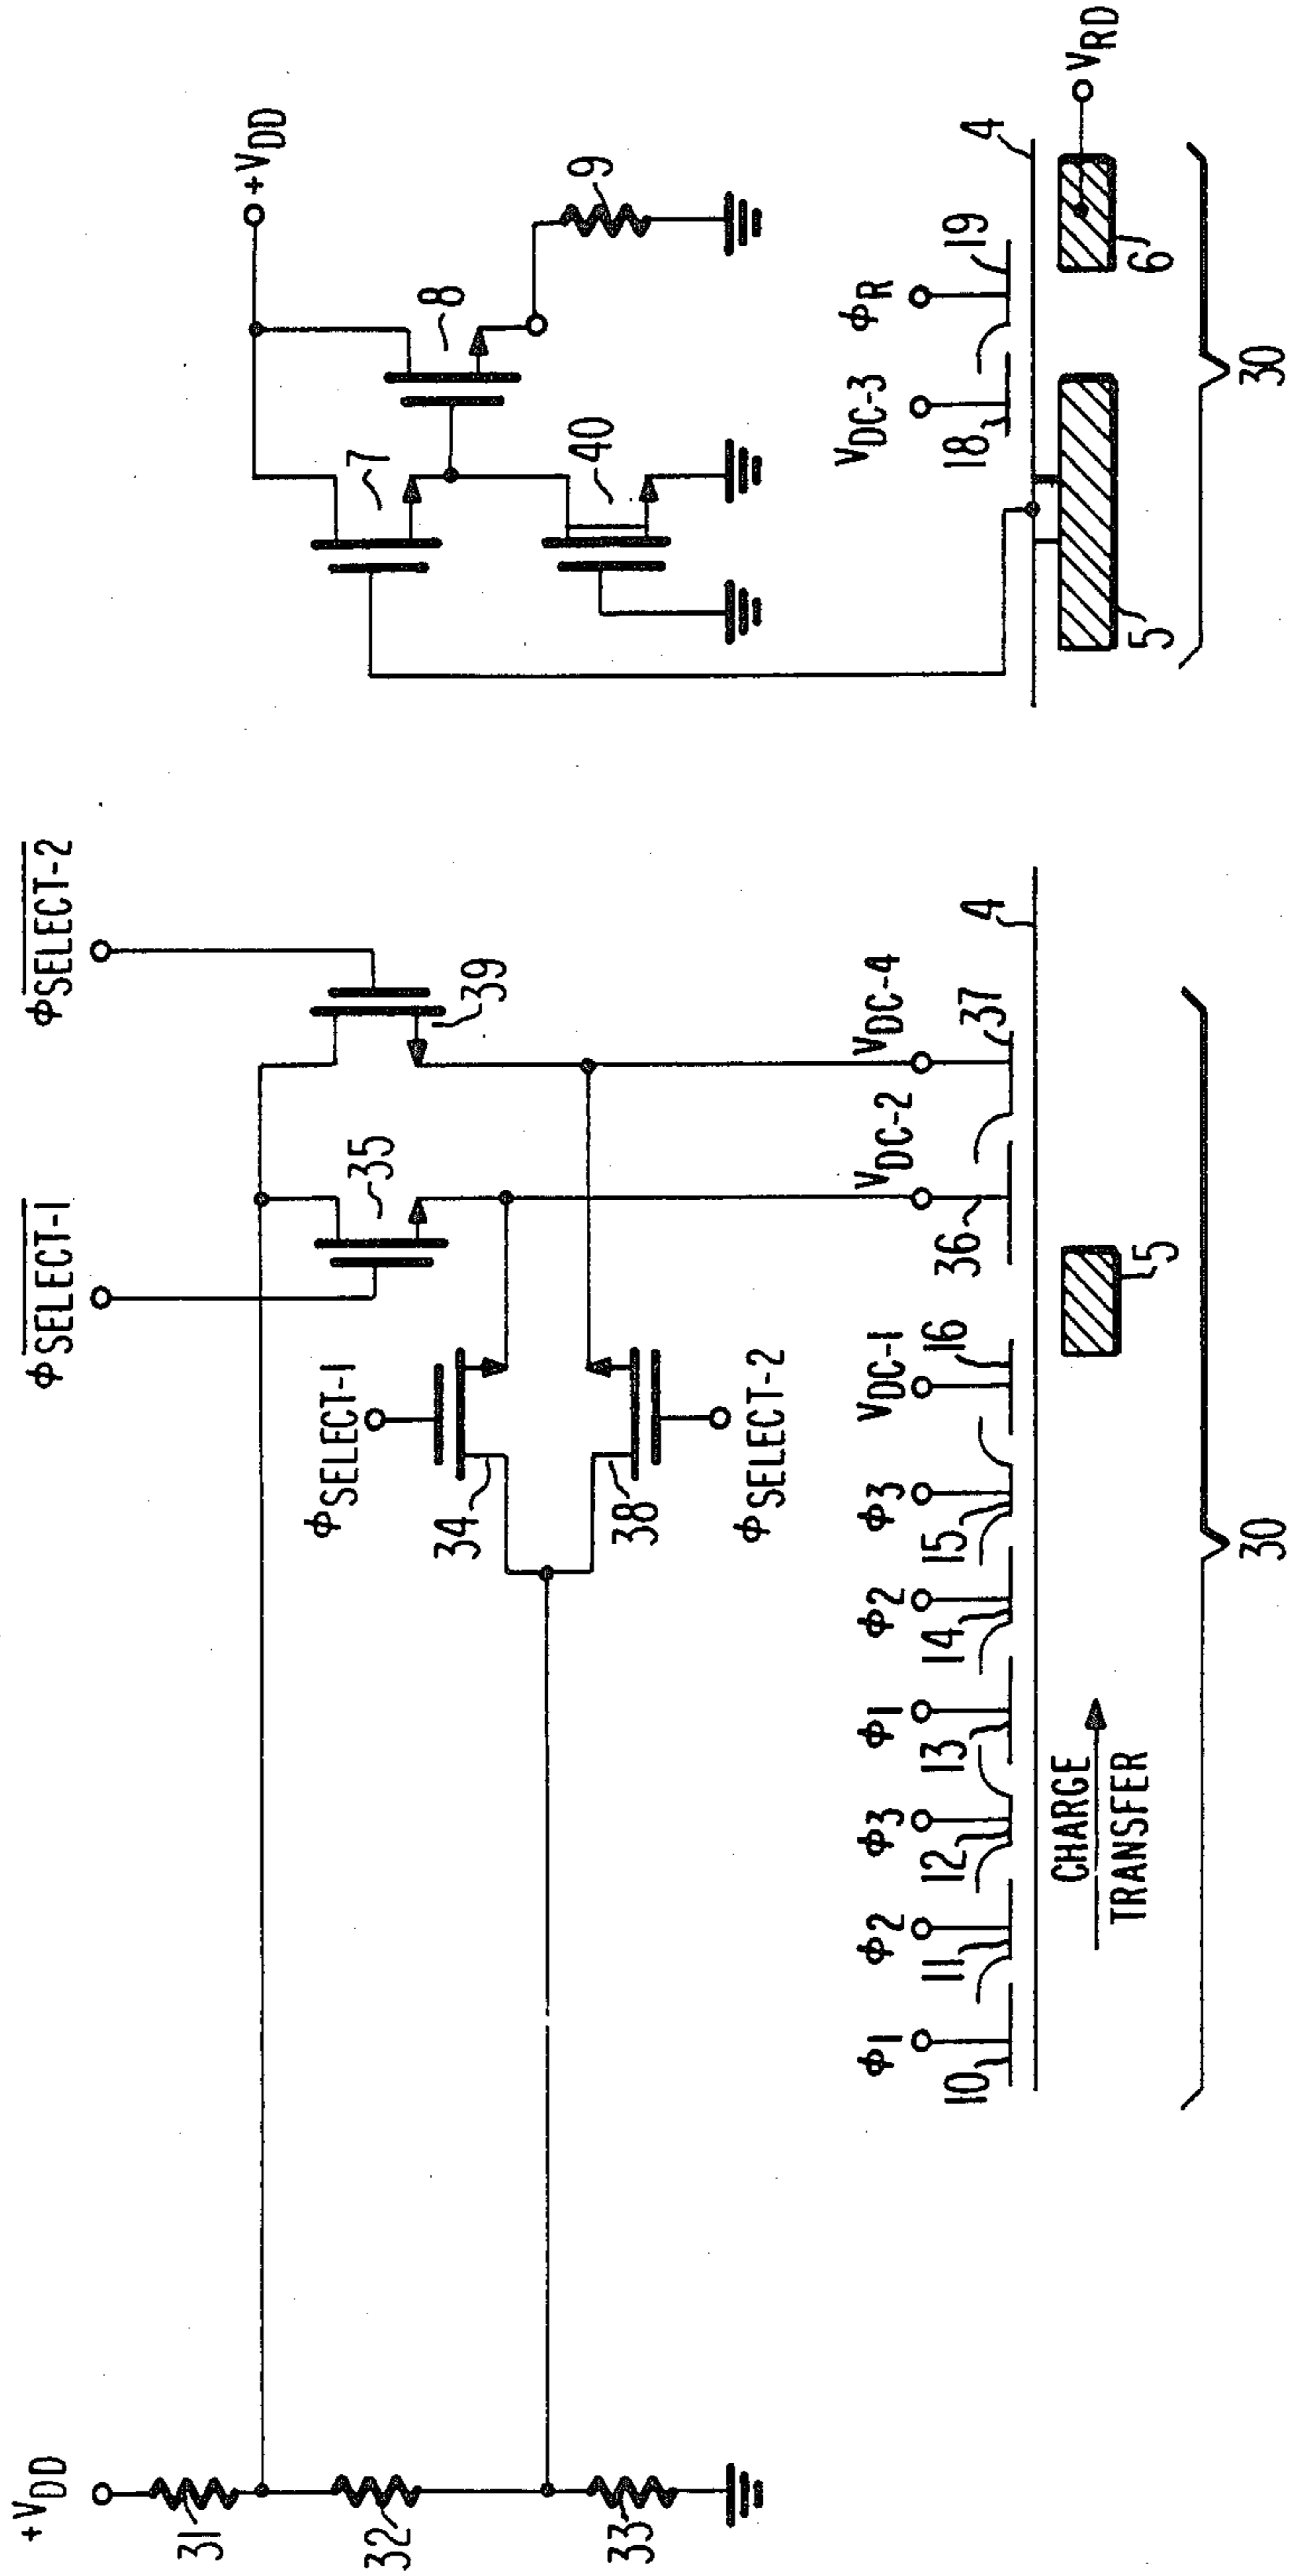 +VDD
31
32
33
ΦSELECT-1
ΦSELECT-2
35
39
ΦSELECT-1
34
38
ΦSELECT-2
+VDD
7
8
9
40
Φ1
Φ2
Φ3
Φ1
Φ2
Φ3
VDC-1
VDC-2
VDC-4
VDC-3
ΦR
10
11
12
13
14
15
16
36
37
4
18
19
4
CHARGE
TRANSFER
5
5
6
VRD
30
30